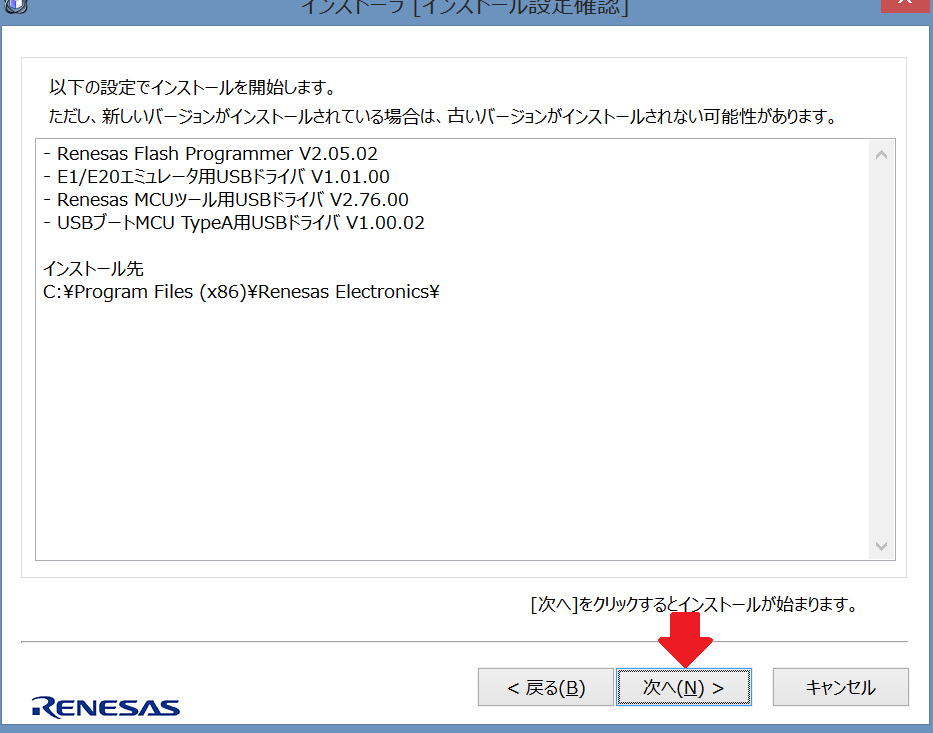 インストーラ [インストール設定確認]
以下の設定でインストールを開始します。
ただし、新しいバージョンがインストールされている場合は、古いバージョンがインストールされない可能性があります。
- Renesas Flash Programmer V2.05.02
- E1/E20エミュレータ用USBドライバ V1.01.00
- Renesas MCUツール用USBドライバ V2.76.00
- USBブートMCU TypeA用USBドライバ V1.00.02
インストール先
C:¥Program Files (x86)¥Renesas Electronics¥
[次へ]をクリックするとインストールが始まります。
< 戻る(B)
次へ(N) >
キャンセル
RENESAS